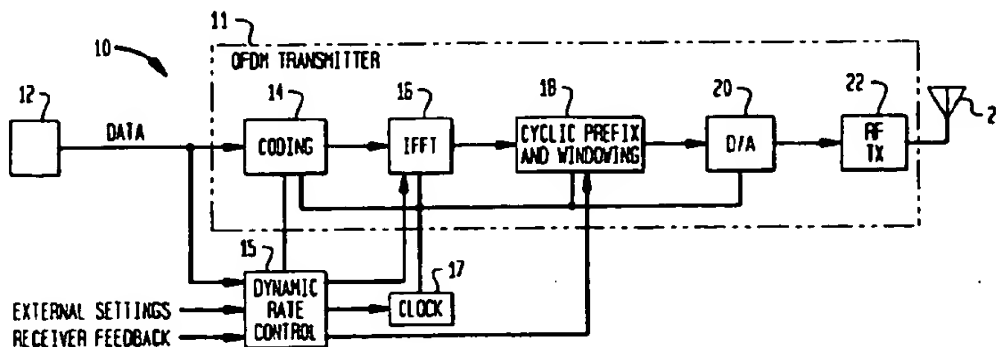 11
10
OFDM TRANSMITTER
12
14
16
18
20
22
2
DATA
CODING
IFFT
CYCLIC PREFIX
AND WINDOWING
D/A
RF
TX
15
17
DYNAMIC
RATE
CONTROL
CLOCK
EXTERNAL SETTINGS
RECEIVER FEEDBACK